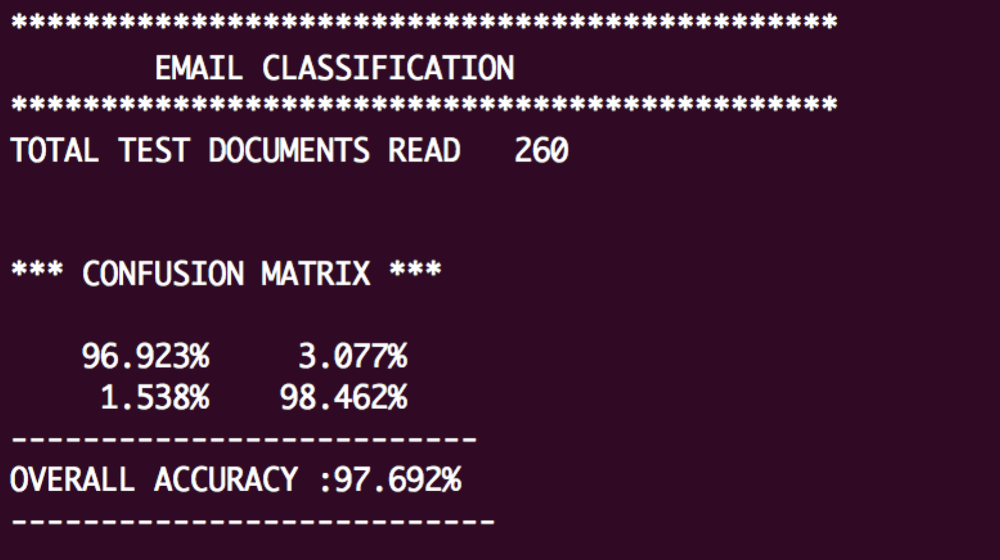 **********************************************
EMAIL CLASSIFICATION
**********************************************
TOTAL TEST DOCUMENTS READ 260
*** CONFUSION MATRIX ***
96.923% 3.077%
1.538% 98.462%
--------------------------
OVERALL ACCURACY :97.692%
---------------------------